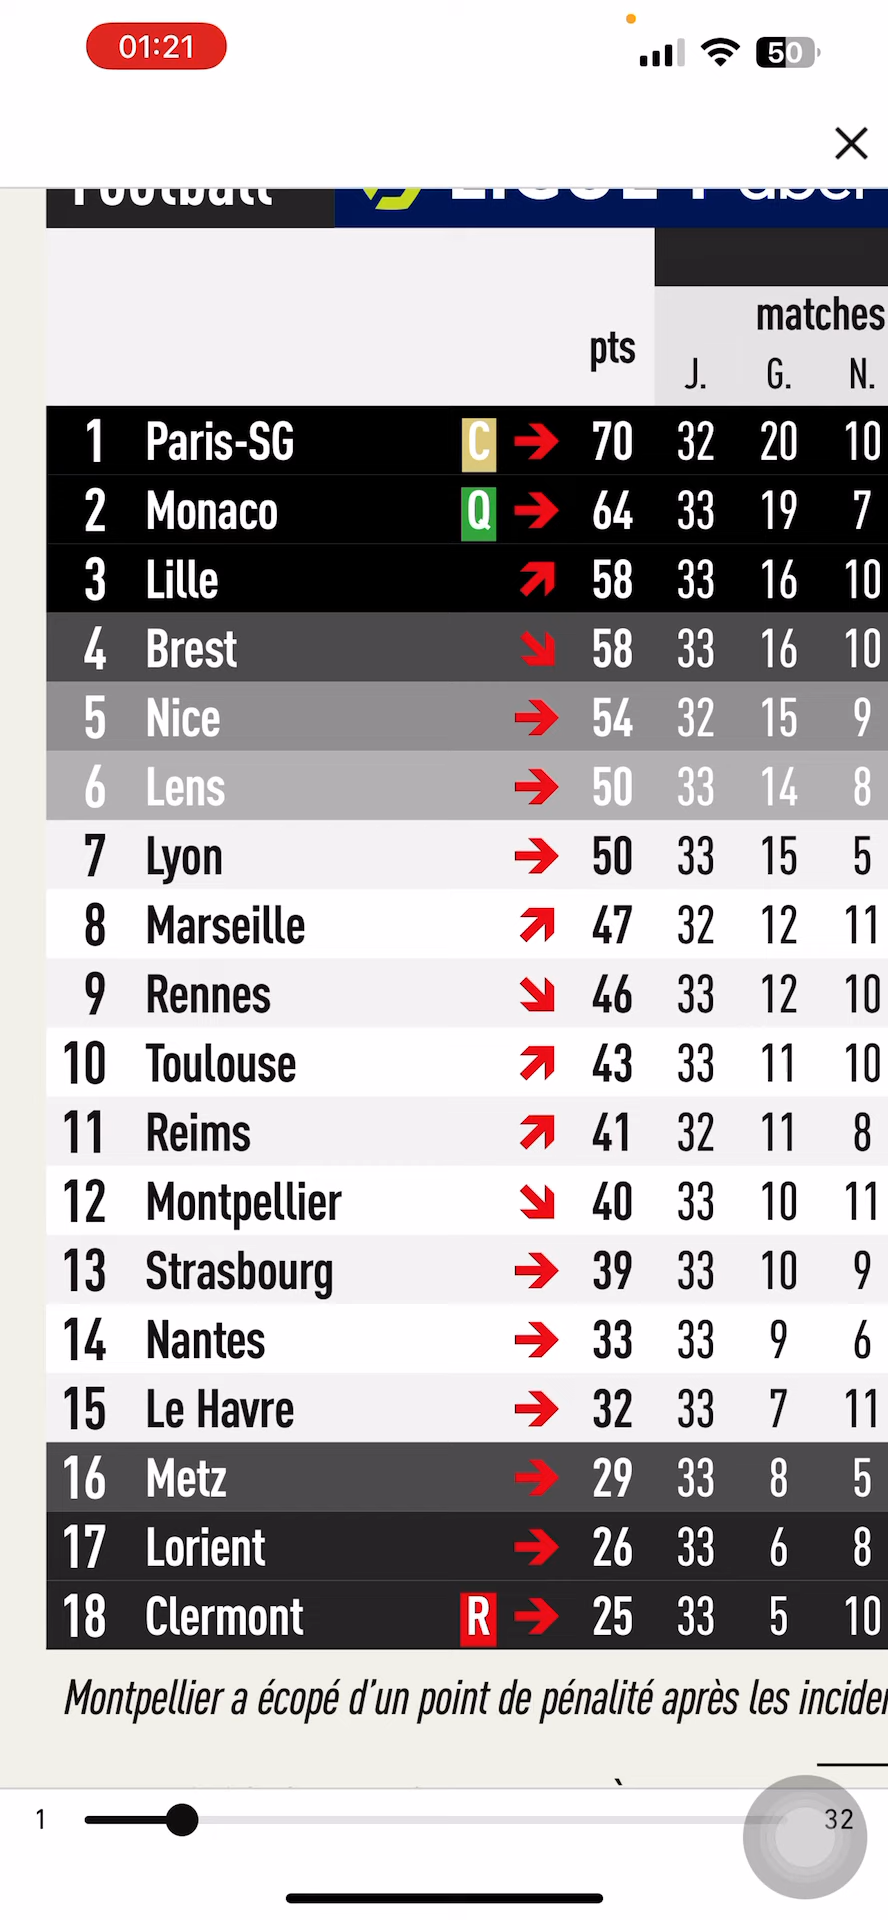 01:21
50
Football
LIGUE 1 uber
matches
pts J. G. N.
1 Paris-SG C 70 32 20 10
2 Monaco Q 64 33 19 7
3 Lille 58 33 16 10
4 Brest 58 33 16 10
5 Nice 54 32 15 9
6 Lens 50 33 14 8
7 Lyon 50 33 15 5
8 Marseille 47 32 12 11
9 Rennes 46 33 12 10
10 Toulouse 43 33 11 10
11 Reims 41 32 11 8
12 Montpellier 40 33 10 11
13 Strasbourg 39 33 10 9
14 Nantes 33 33 9 6
15 Le Havre 32 33 7 11
16 Metz 29 33 8 5
17 Lorient 26 33 6 8
18 Clermont R 25 33 5 10
Montpellier a écopé d'un point de pénalité après les inciden
1 32